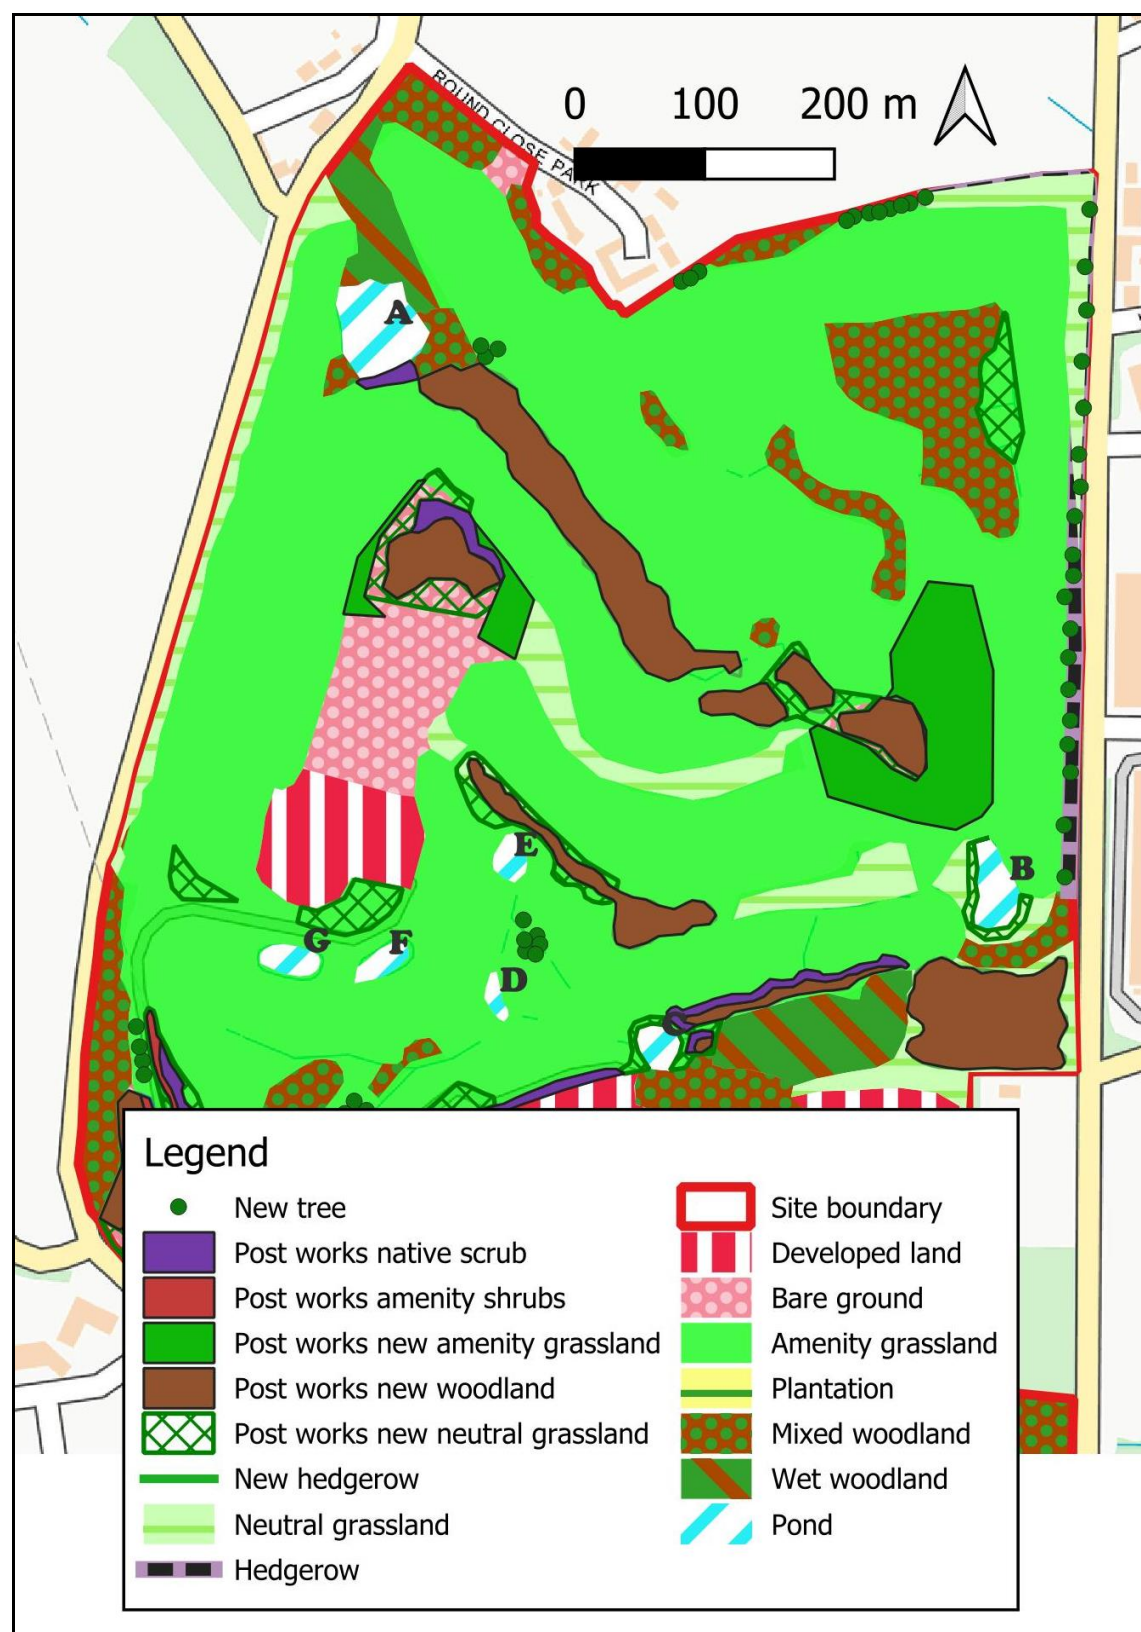 ROUND CLOSE PARK
0 100 200 m
A
B
E
G
F
D
C
Legend
New tree
Post works native scrub
Post works amenity shrubs
Post works new amenity grassland
Post works new woodland
Post works new neutral grassland
New hedgerow
Neutral grassland
Hedgerow
Site boundary
Developed land
Bare ground
Amenity grassland
Plantation
Mixed woodland
Wet woodland
Pond